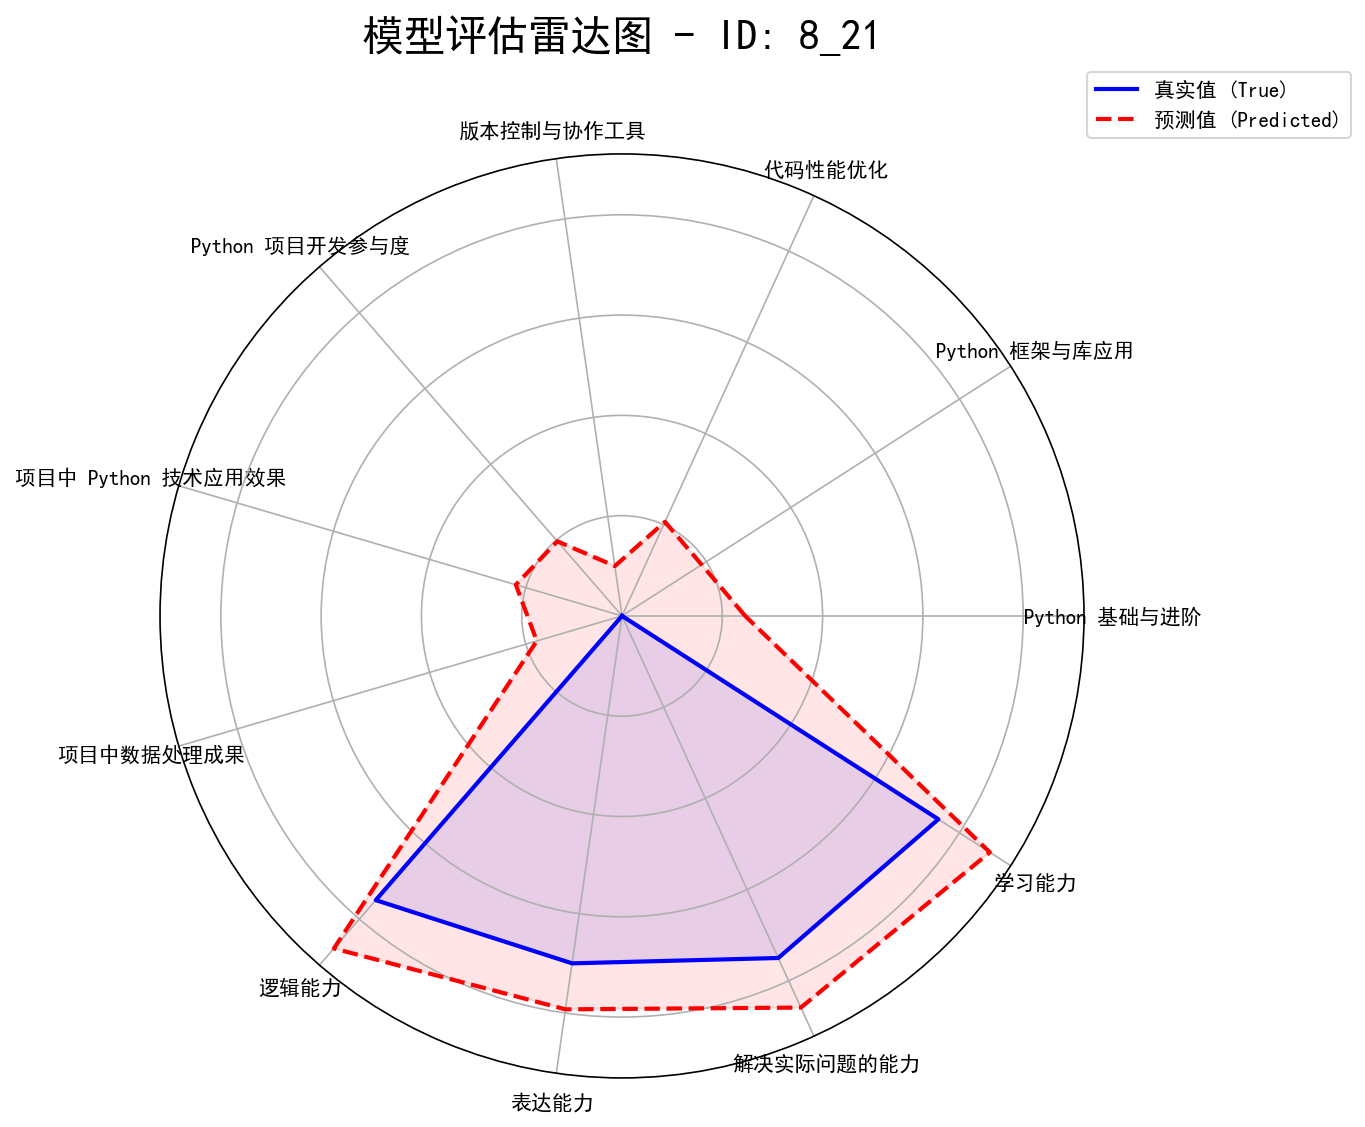 模型评估雷达图 - ID: 8_21
真实值 (True)
预测值 (Predicted)
版本控制与协作工具
代码性能优化
Python 项目开发参与度
Python 框架与库应用
项目中 Python 技术应用效果
Python 基础与进阶
项目中数据处理成果
学习能力
逻辑能力
解决实际问题的能力
表达能力